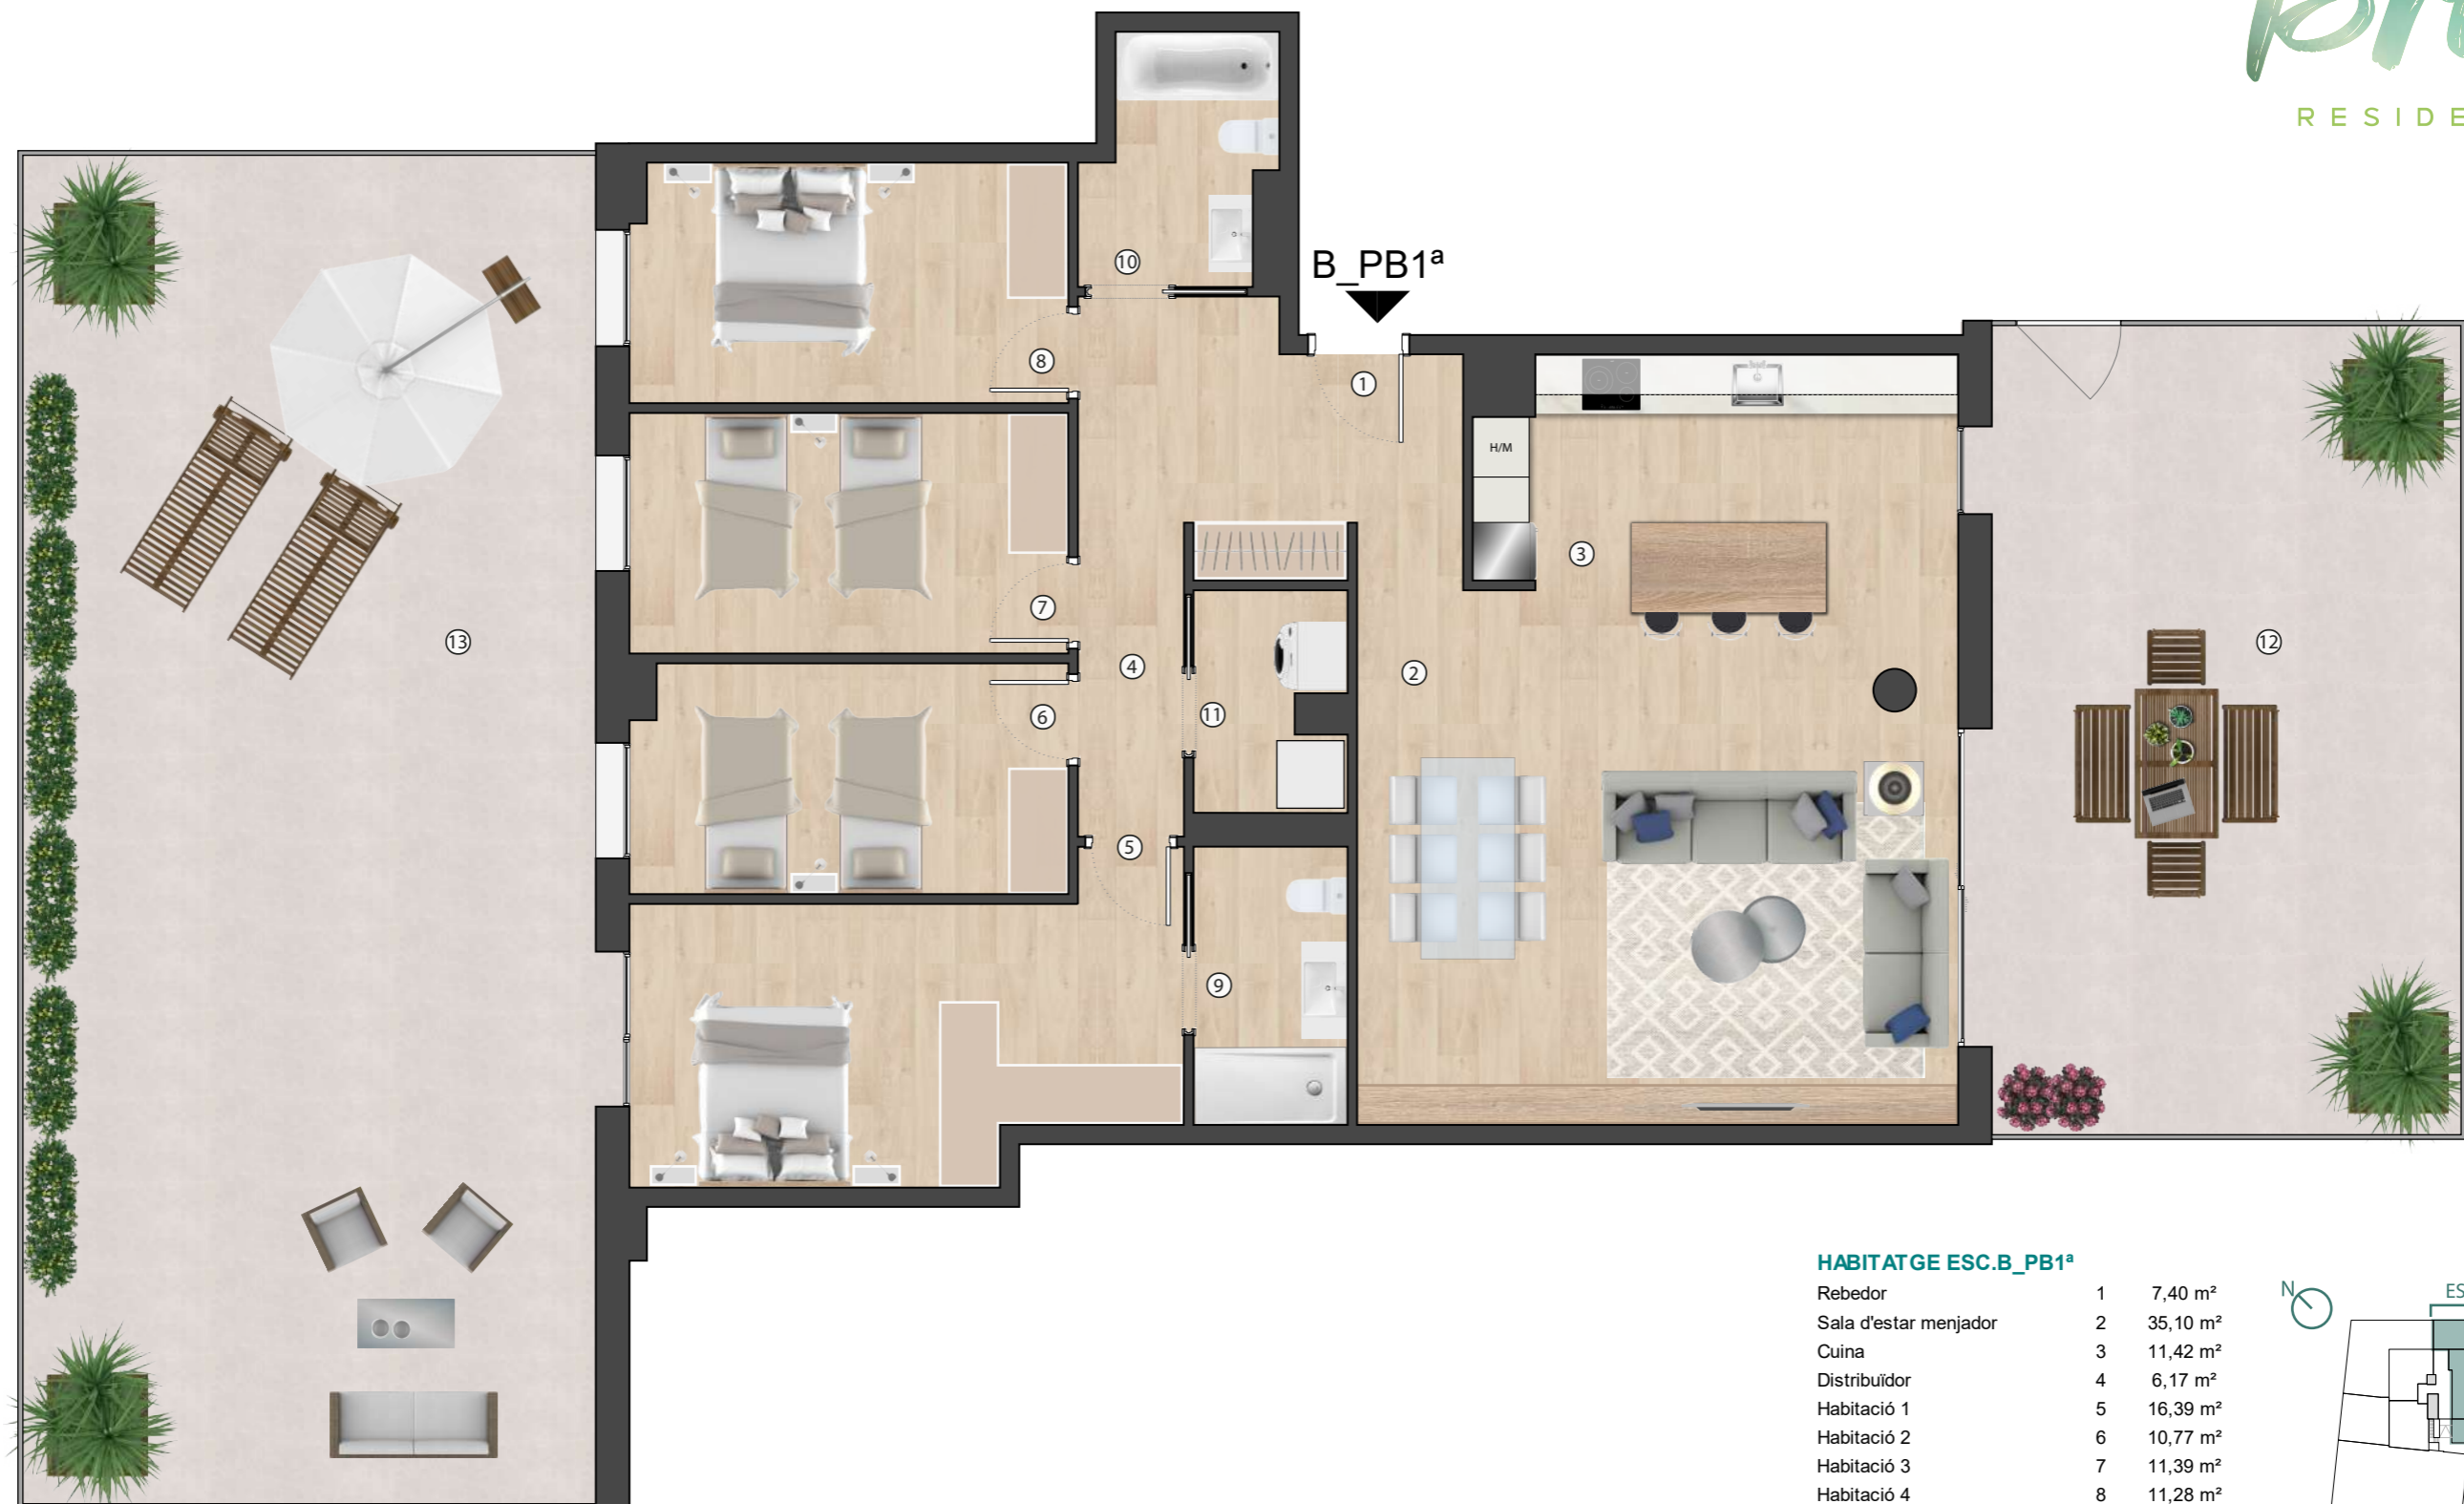 RESIDE
B_PB1ª
10
8
1
H/M
3
7
13
4
12
2
6
11
5
9
HABITATGE ESC.B_PB1ª
Rebedor 1 7,40 m²
Sala d'estar menjador 2 35,10 m²
Cuina 3 11,42 m²
Distribuïdor 4 6,17 m²
Habitació 1 5 16,39 m²
Habitació 2 6 10,77 m²
Habitació 3 7 11,39 m²
Habitació 4 8 11,28 m²
N
ES